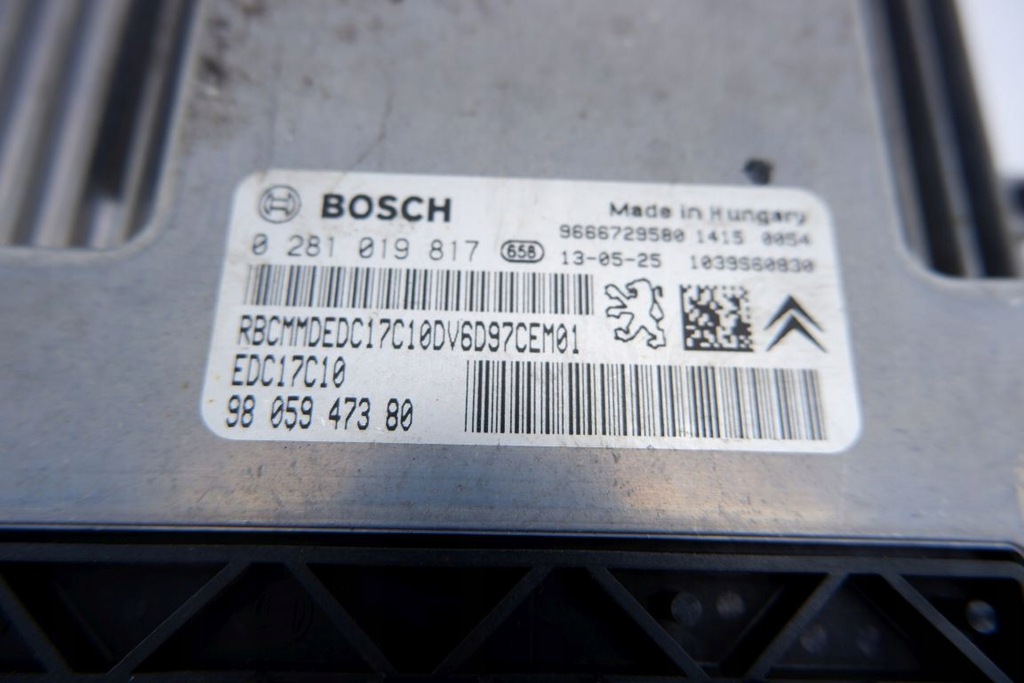 BOSCH
Made in Hungary
0 281 019 817 658
9666729580 1415 0054
13-05-25 1039S60830
RBCMMDEDC17C10DV6D97CEM01
EDC17C10
98 059 473 80